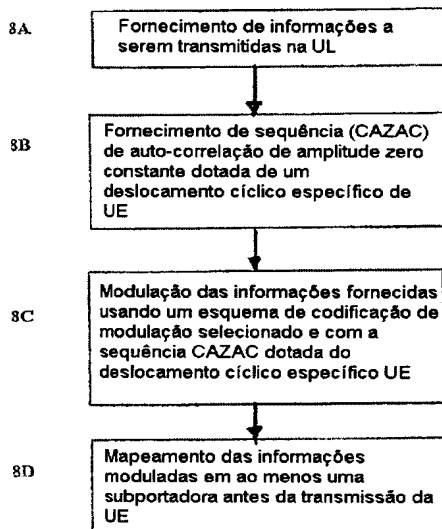 8A
Fornecimento de informações a
serem transmitidas na UL
8B
Fornecimento de sequência (CAZAC)
de auto-correlação de amplitude zero
constante dotada de um
deslocamento cíclico específico de
UE
8C
Modulação das informações fornecidas
usando um esquema de codificação de
modulação selecionado e com a
sequência CAZAC dotada do
deslocamento cíclico específico UE
8D
Mapeamento das informações
moduladas em ao menos uma
subportadora antes da transmissão da
UE